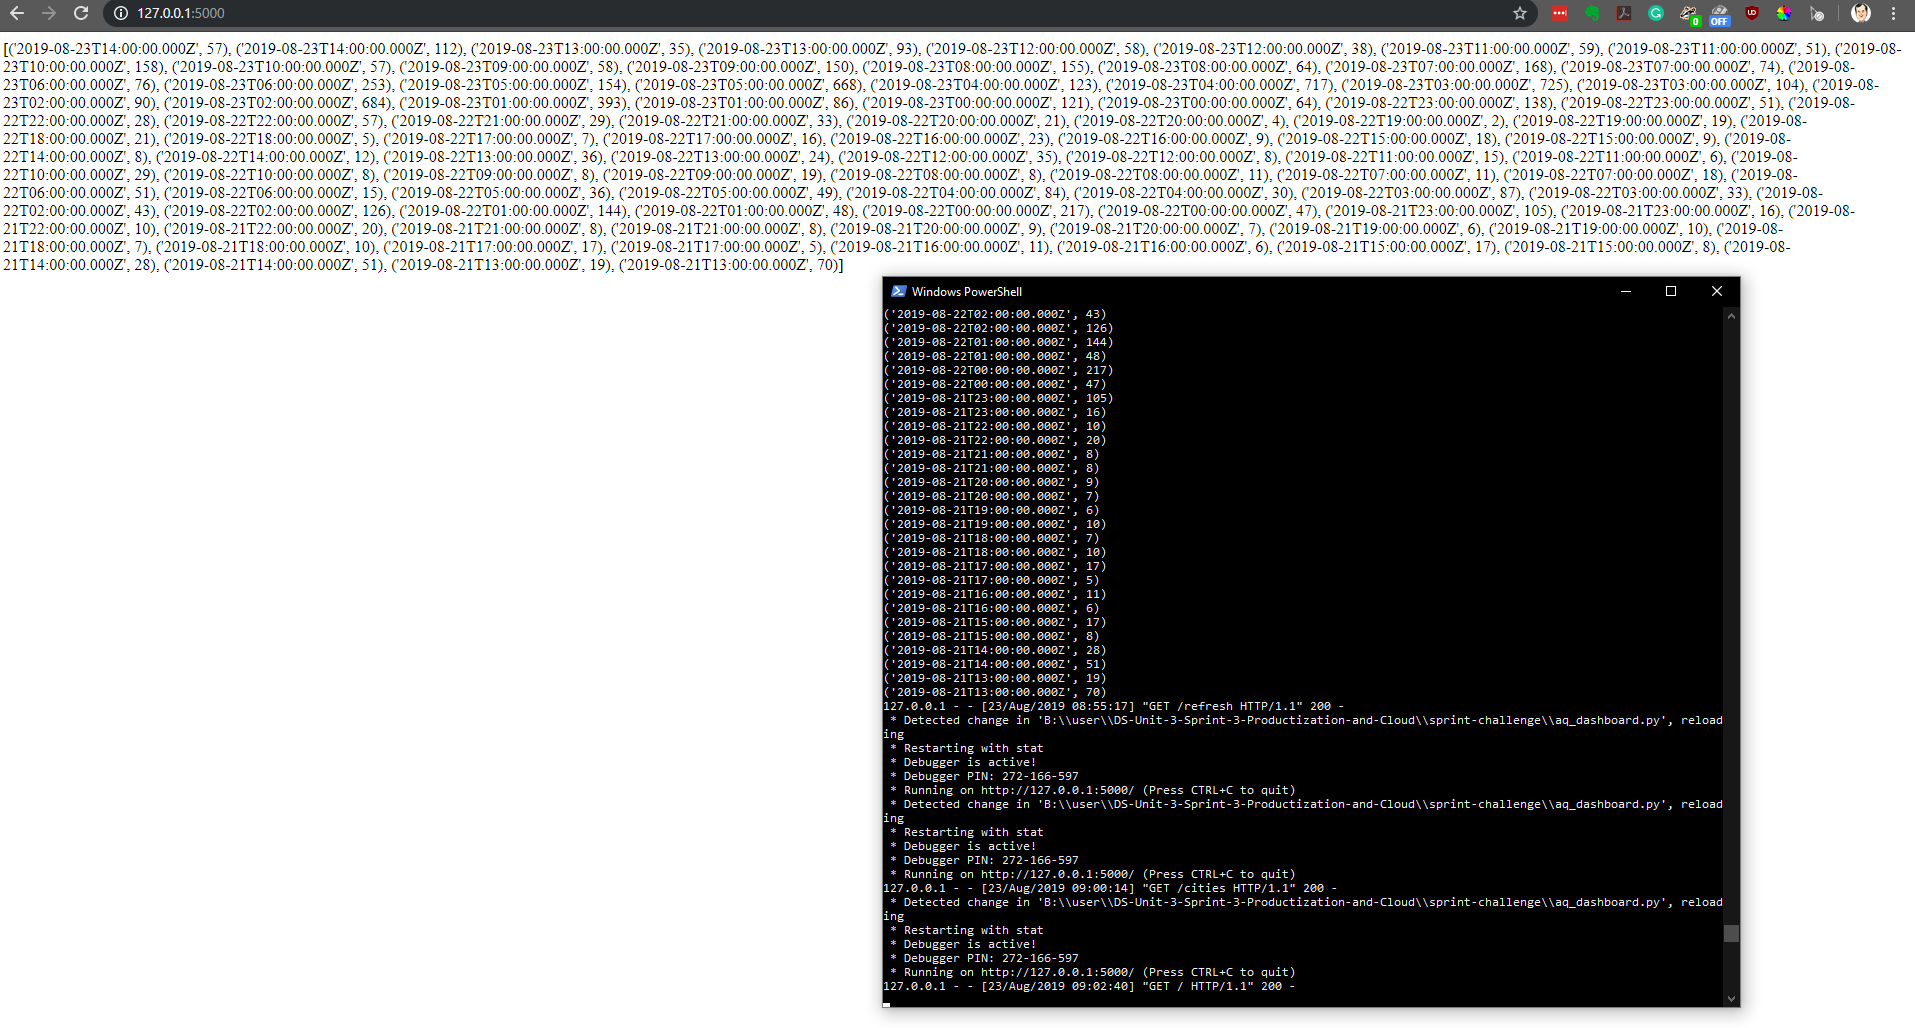 127.0.0.1:5000
0
OFF
UD
[('2019-08-23T14:00:00.000Z', 57), ('2019-08-23T14:00:00.000Z', 112), ('2019-08-23T13:00:00.000Z', 35), ('2019-08-23T13:00:00.000Z', 93), ('2019-08-23T12:00:00.000Z', 58), ('2019-08-23T12:00:00.000Z', 38), ('2019-08-23T11:00:00.000Z', 59), ('2019-08-23T11:00:00.000Z', 51), ('2019-08-
23T10:00:00.000Z', 158), ('2019-08-23T10:00:00.000Z', 57), ('2019-08-23T09:00:00.000Z', 58), ('2019-08-23T09:00:00.000Z', 150), ('2019-08-23T08:00:00.000Z', 155), ('2019-08-23T08:00:00.000Z', 64), ('2019-08-23T07:00:00.000Z', 168), ('2019-08-23T07:00:00.000Z', 74), ('2019-08-
23T06:00:00.000Z', 76), ('2019-08-23T06:00:00.000Z', 253), ('2019-08-23T05:00:00.000Z', 154), ('2019-08-23T05:00:00.000Z', 668), ('2019-08-23T04:00:00.000Z', 123), ('2019-08-23T04:00:00.000Z', 717), ('2019-08-23T03:00:00.000Z', 725), ('2019-08-23T03:00:00.000Z', 104), ('2019-08-
23T02:00:00.000Z', 90), ('2019-08-23T02:00:00.000Z', 684), ('2019-08-23T01:00:00.000Z', 393), ('2019-08-23T01:00:00.000Z', 86), ('2019-08-23T00:00:00.000Z', 121), ('2019-08-23T00:00:00.000Z', 64), ('2019-08-22T23:00:00.000Z', 138), ('2019-08-22T23:00:00.000Z', 51), ('2019-08-
22T22:00:00.000Z', 28), ('2019-08-22T22:00:00.000Z', 57), ('2019-08-22T21:00:00.000Z', 29), ('2019-08-22T21:00:00.000Z', 33), ('2019-08-22T20:00:00.000Z', 21), ('2019-08-22T20:00:00.000Z', 4), ('2019-08-22T19:00:00.000Z', 2), ('2019-08-22T19:00:00.000Z', 19), ('2019-08-
22T18:00:00.000Z', 21), ('2019-08-22T18:00:00.000Z', 5), ('2019-08-22T17:00:00.000Z', 7), ('2019-08-22T17:00:00.000Z', 16), ('2019-08-22T16:00:00.000Z', 23), ('2019-08-22T16:00:00.000Z', 9), ('2019-08-22T15:00:00.000Z', 18), ('2019-08-22T15:00:00.000Z', 9), ('2019-08-
22T14:00:00.000Z', 8), ('2019-08-22T14:00:00.000Z', 12), ('2019-08-22T13:00:00.000Z', 36), ('2019-08-22T13:00:00.000Z', 24), ('2019-08-22T12:00:00.000Z', 35), ('2019-08-22T12:00:00.000Z', 8), ('2019-08-22T11:00:00.000Z', 15), ('2019-08-22T11:00:00.000Z', 6), ('2019-08-
22T10:00:00.000Z', 29), ('2019-08-22T10:00:00.000Z', 8), ('2019-08-22T09:00:00.000Z', 8), ('2019-08-22T09:00:00.000Z', 19), ('2019-08-22T08:00:00.000Z', 8), ('2019-08-22T08:00:00.000Z', 11), ('2019-08-22T07:00:00.000Z', 11), ('2019-08-22T07:00:00.000Z', 18), ('2019-08-
22T06:00:00.000Z', 51), ('2019-08-22T06:00:00.000Z', 15), ('2019-08-22T05:00:00.000Z', 36), ('2019-08-22T05:00:00.000Z', 49), ('2019-08-22T04:00:00.000Z', 84), ('2019-08-22T04:00:00.000Z', 30), ('2019-08-22T03:00:00.000Z', 87), ('2019-08-22T03:00:00.000Z', 33), ('2019-08-
22T02:00:00.000Z', 43), ('2019-08-22T02:00:00.000Z', 126), ('2019-08-22T01:00:00.000Z', 144), ('2019-08-22T01:00:00.000Z', 48), ('2019-08-22T00:00:00.000Z', 217), ('2019-08-22T00:00:00.000Z', 47), ('2019-08-21T23:00:00.000Z', 105), ('2019-08-21T23:00:00.000Z', 16), ('2019-08-
21T22:00:00.000Z', 10), ('2019-08-21T22:00:00.000Z', 20), ('2019-08-21T21:00:00.000Z', 8), ('2019-08-21T21:00:00.000Z', 8), ('2019-08-21T20:00:00.000Z', 9), ('2019-08-21T20:00:00.000Z', 7), ('2019-08-21T19:00:00.000Z', 6), ('2019-08-21T19:00:00.000Z', 10), ('2019-08-
21T18:00:00.000Z', 7), ('2019-08-21T18:00:00.000Z', 10), ('2019-08-21T17:00:00.000Z', 17), ('2019-08-21T17:00:00.000Z', 5), ('2019-08-21T16:00:00.000Z', 11), ('2019-08-21T16:00:00.000Z', 6), ('2019-08-21T15:00:00.000Z', 17), ('2019-08-21T15:00:00.000Z', 8), ('2019-08-
21T14:00:00.000Z', 28), ('2019-08-21T14:00:00.000Z', 51), ('2019-08-21T13:00:00.000Z', 19), ('2019-08-21T13:00:00.000Z', 70)]
Windows PowerShell
('2019-08-22T02:00:00.000Z', 43)
('2019-08-22T02:00:00.000Z', 126)
('2019-08-22T01:00:00.000Z', 144)
('2019-08-22T01:00:00.000Z', 48)
('2019-08-22T00:00:00.000Z', 217)
('2019-08-22T00:00:00.000Z', 47)
('2019-08-21T23:00:00.000Z', 105)
('2019-08-21T23:00:00.000Z', 16)
('2019-08-21T22:00:00.000Z', 10)
('2019-08-21T22:00:00.000Z', 20)
('2019-08-21T21:00:00.000Z', 8)
('2019-08-21T21:00:00.000Z', 8)
('2019-08-21T20:00:00.000Z', 9)
('2019-08-21T20:00:00.000Z', 7)
('2019-08-21T19:00:00.000Z', 6)
('2019-08-21T19:00:00.000Z', 10)
('2019-08-21T18:00:00.000Z', 7)
('2019-08-21T18:00:00.000Z', 10)
('2019-08-21T17:00:00.000Z', 17)
('2019-08-21T17:00:00.000Z', 5)
('2019-08-21T16:00:00.000Z', 11)
('2019-08-21T16:00:00.000Z', 6)
('2019-08-21T15:00:00.000Z', 17)
('2019-08-21T15:00:00.000Z', 8)
('2019-08-21T14:00:00.000Z', 28)
('2019-08-21T14:00:00.000Z', 51)
('2019-08-21T13:00:00.000Z', 19)
('2019-08-21T13:00:00.000Z', 70)
127.0.0.1 - - [23/Aug/2019 08:55:17] "GET /refresh HTTP/1.1" 200 -
* Detected change in 'B:\\user\\DS-Unit-3-Sprint-3-Productization-and-Cloud\\sprint-challenge\\aq_dashboard.py', reload
ing
* Restarting with stat
* Debugger is active!
* Debugger PIN: 272-166-597
* Running on http://127.0.0.1:5000/ (Press CTRL+C to quit)
* Detected change in 'B:\\user\\DS-Unit-3-Sprint-3-Productization-and-Cloud\\sprint-challenge\\aq_dashboard.py', reload
ing
* Restarting with stat
* Debugger is active!
* Debugger PIN: 272-166-597
* Running on http://127.0.0.1:5000/ (Press CTRL+C to quit)
127.0.0.1 - - [23/Aug/2019 09:00:14] "GET /cities HTTP/1.1" 200 -
* Detected change in 'B:\\user\\DS-Unit-3-Sprint-3-Productization-and-Cloud\\sprint-challenge\\aq_dashboard.py', reload
ing
* Restarting with stat
* Debugger is active!
* Debugger PIN: 272-166-597
* Running on http://127.0.0.1:5000/ (Press CTRL+C to quit)
127.0.0.1 - - [23/Aug/2019 09:02:40] "GET / HTTP/1.1" 200 -